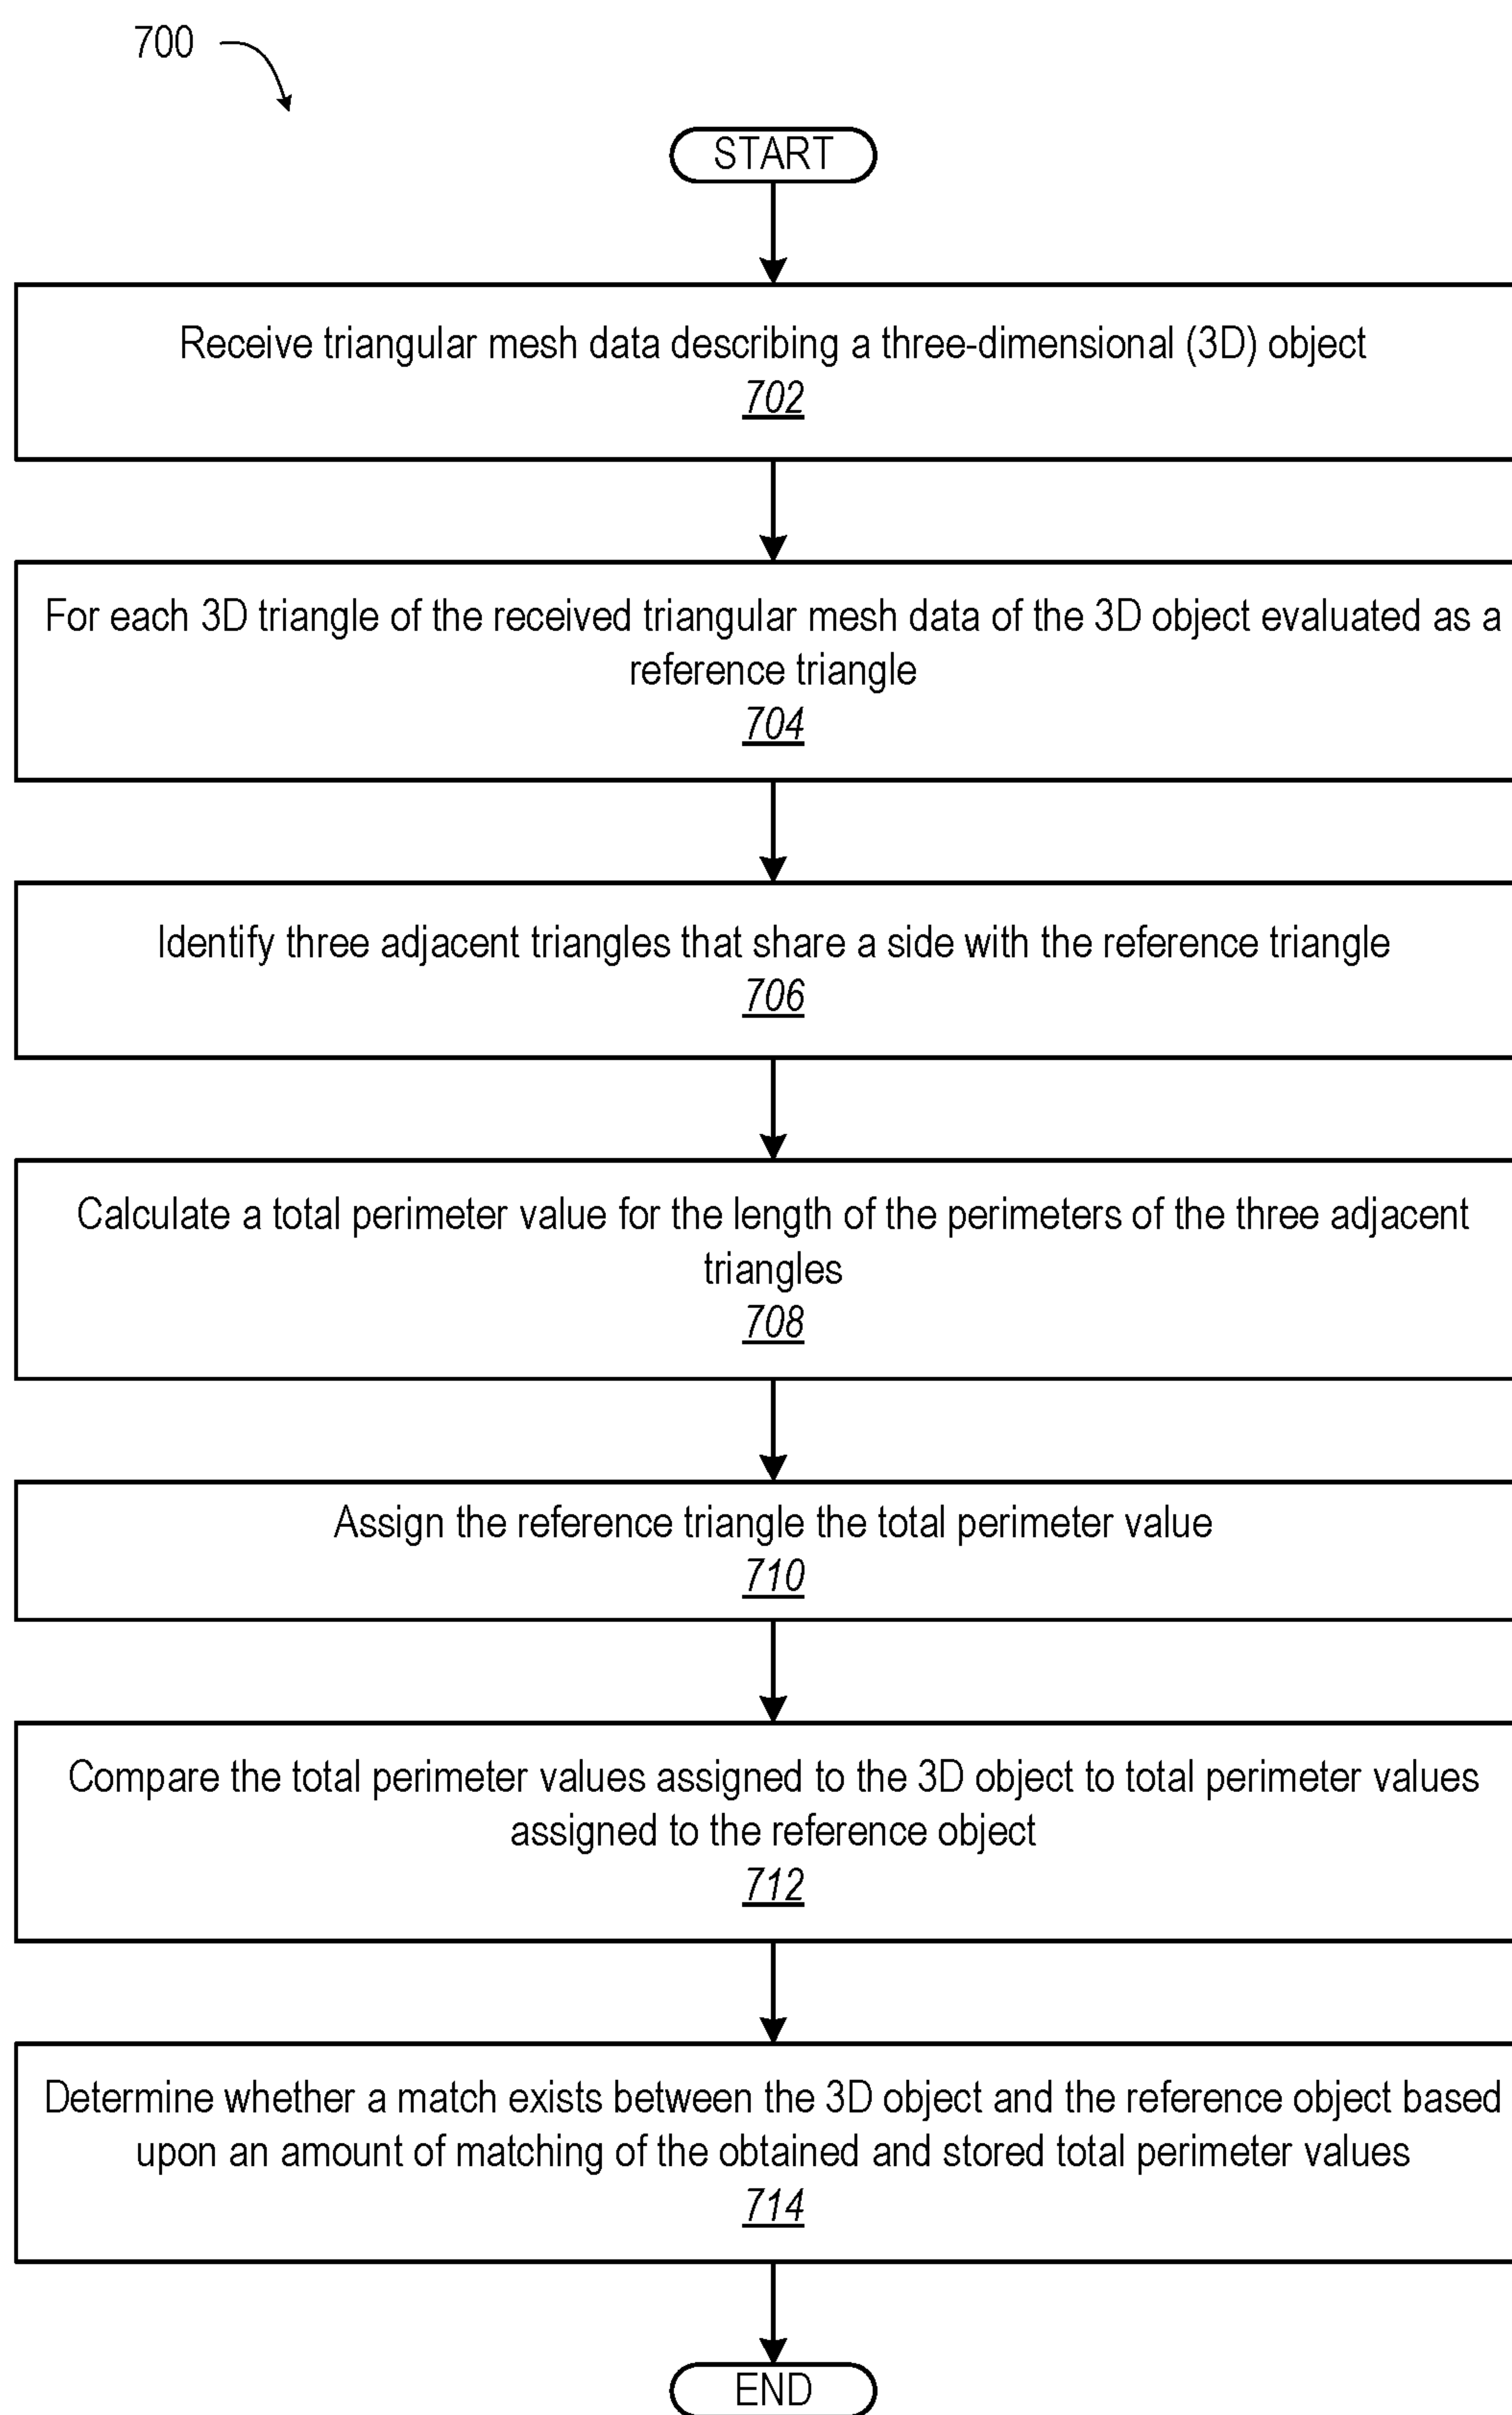 700
START
Receive triangular mesh data describing a three-dimensional (3D) object
702
For each 3D triangle of the received triangular mesh data of the 3D object evaluated as a
reference triangle
704
Identify three adjacent triangles that share a side with the reference triangle
706
Calculate a total perimeter value for the length of the perimeters of the three adjacent
triangles
708
Assign the reference triangle the total perimeter value
710
Compare the total perimeter values assigned to the 3D object to total perimeter values
assigned to the reference object
712
Determine whether a match exists between the 3D object and the reference object based
upon an amount of matching of the obtained and stored total perimeter values
714
END